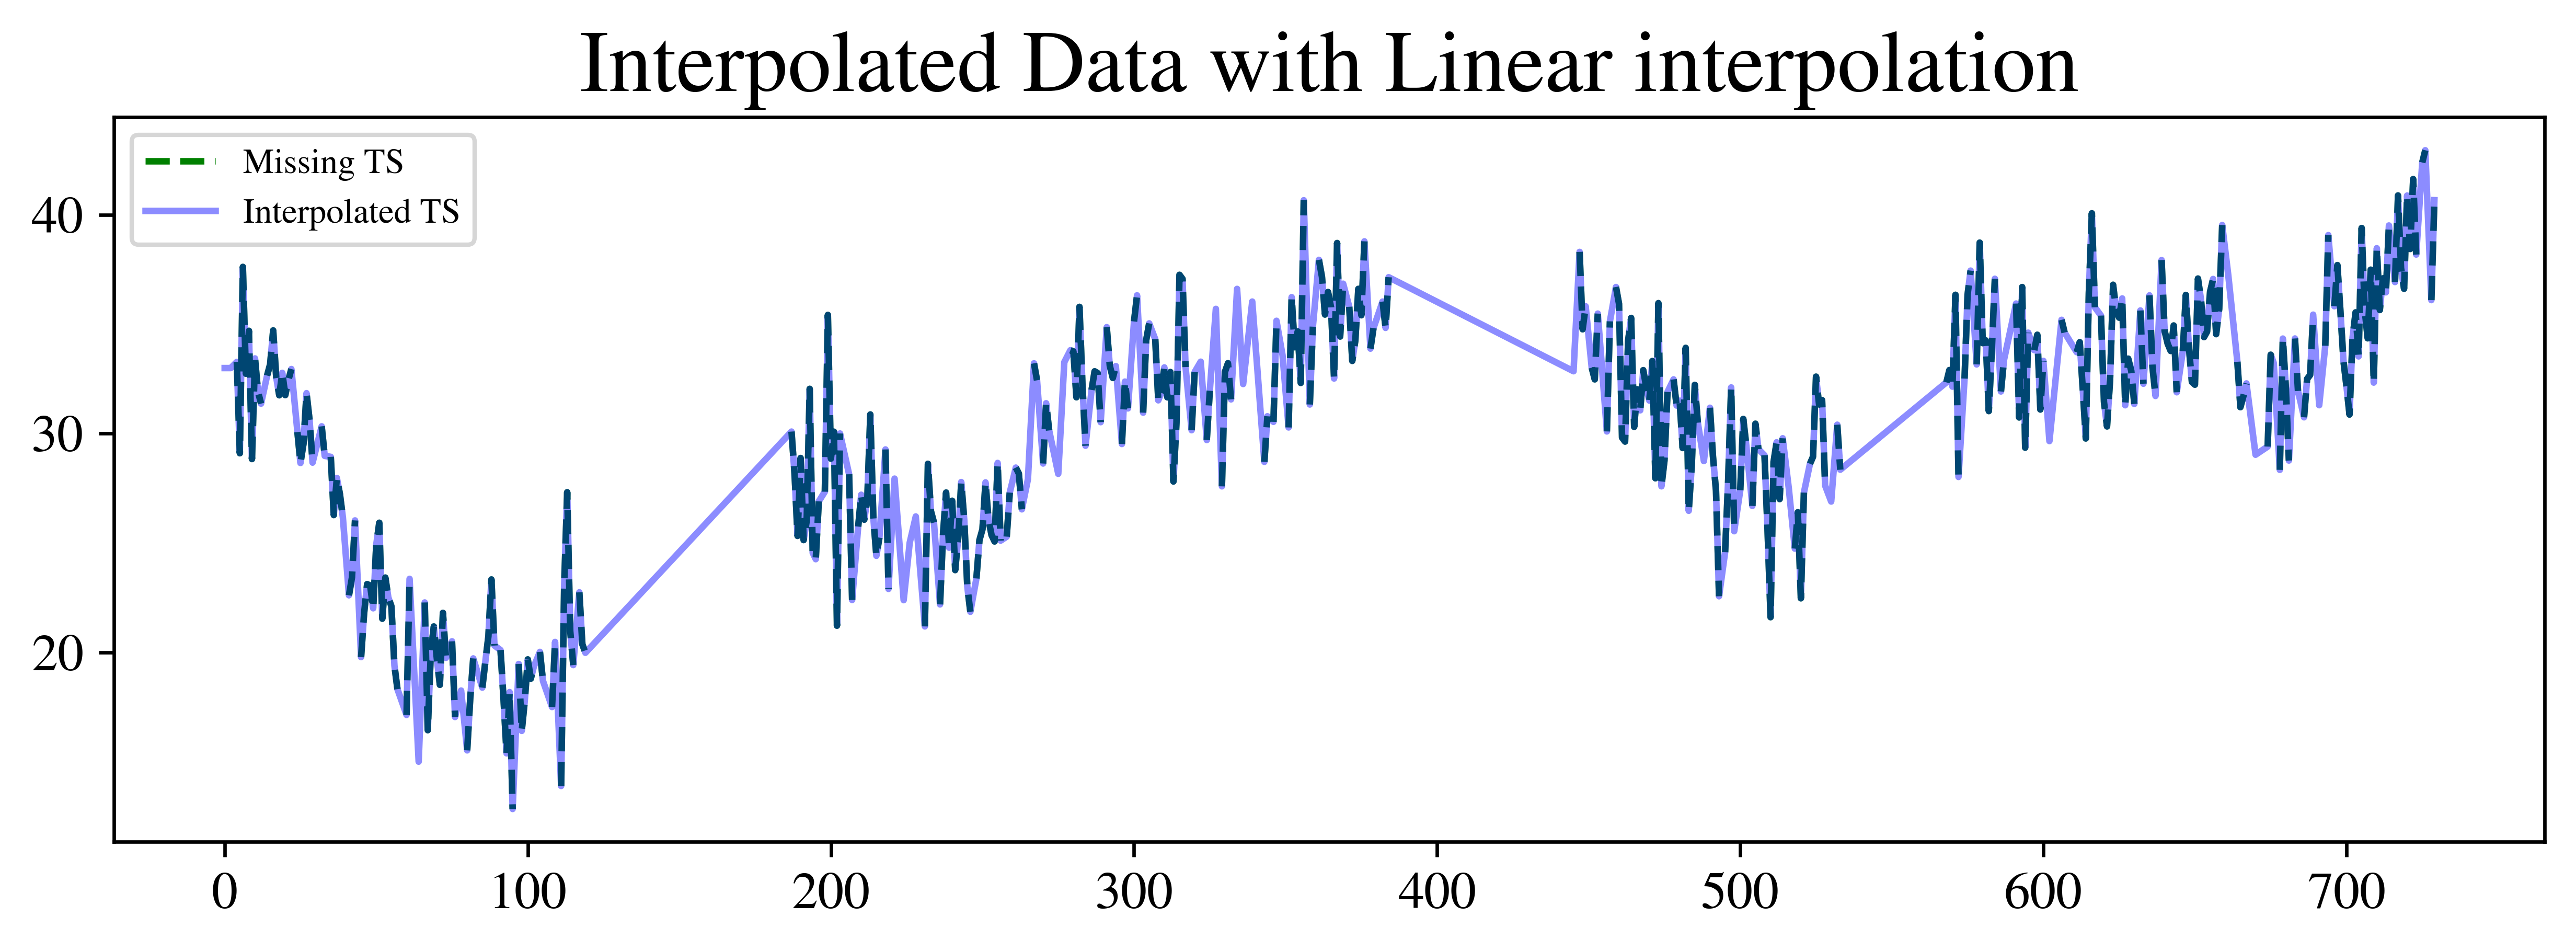 Interpolated Data with Linear interpolation
Missing TS
Interpolated TS
40
30
20
0 100 200 300 400 500 600 700